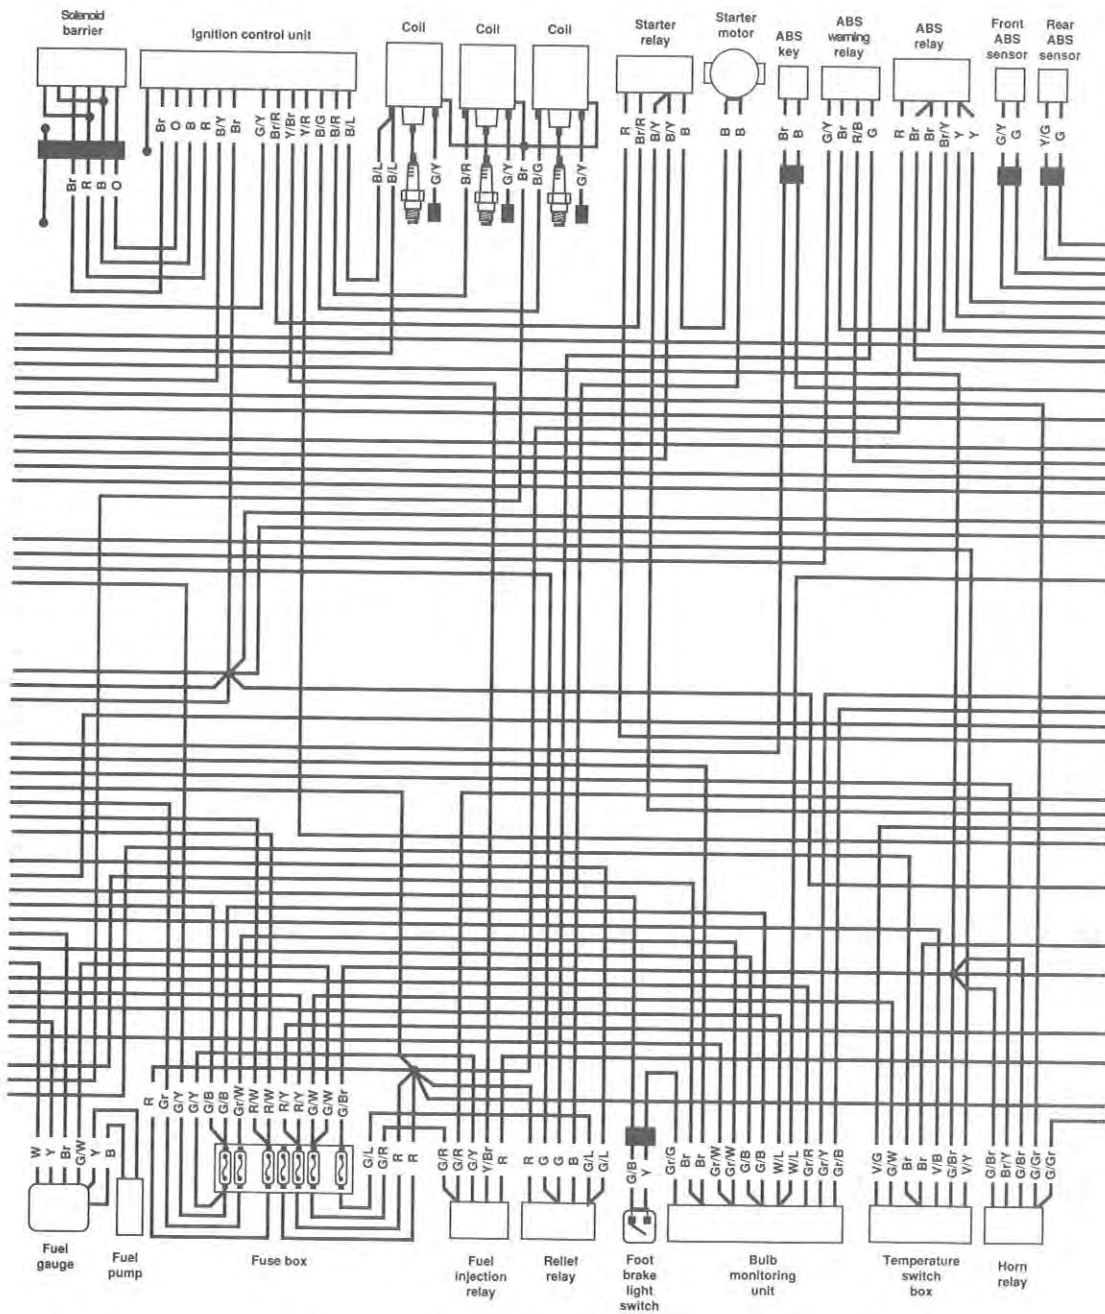 Solenoid
barrier
Ignition control unit
Coil
Coil
Coil
Starter
relay
Starter
motor
ABS
key
ABS
warning
relay
ABS
relay
Front
ABS
sensor
Rear
ABS
sensor
Br
O
B
R
B/Y
Br
G/Y
Br/R
Y/Br
Y/R
B/G
B/R
B/L
B/L
B/L
G/Y
B/R
G/Y
Br
B/G
G/Y
R
Br/R
B/Y
B/Y
B
B
B
Br
B
G/Y
Br
R/B
G
R
Br
Br
Br/Y
Y
Y
G/Y
G
Y/G
G
Br
R
B
O
W
Y
Br
G/W
Y
B
R
Gr
G/Y
G/Y
G/B
G/B
Gr/W
R/W
R/W
R/Y
R/Y
G/W
G/W
G/Br
G/L
G/R
R
R
G/R
G/R
G/Y
Y/Br
R
R
G
G
B
G/L
G/L
G/B
Y
Gr/G
Br
Br
Gr/W
Gr/W
G/B
G/B
W/L
W/L
Gr/R
Gr/Y
Gr/B
V/G
G/W
Br
Br
V/B
G/Br
V/Y
G/Br
Br/Y
G/Br
G/Gr
G/Gr
Fuel
gauge
Fuel
pump
Fuse box
Fuel
injection
relay
Relief
relay
Foot
brake
light
switch
Bulb
monitoring
unit
Temperature
switch
box
Horn
relay